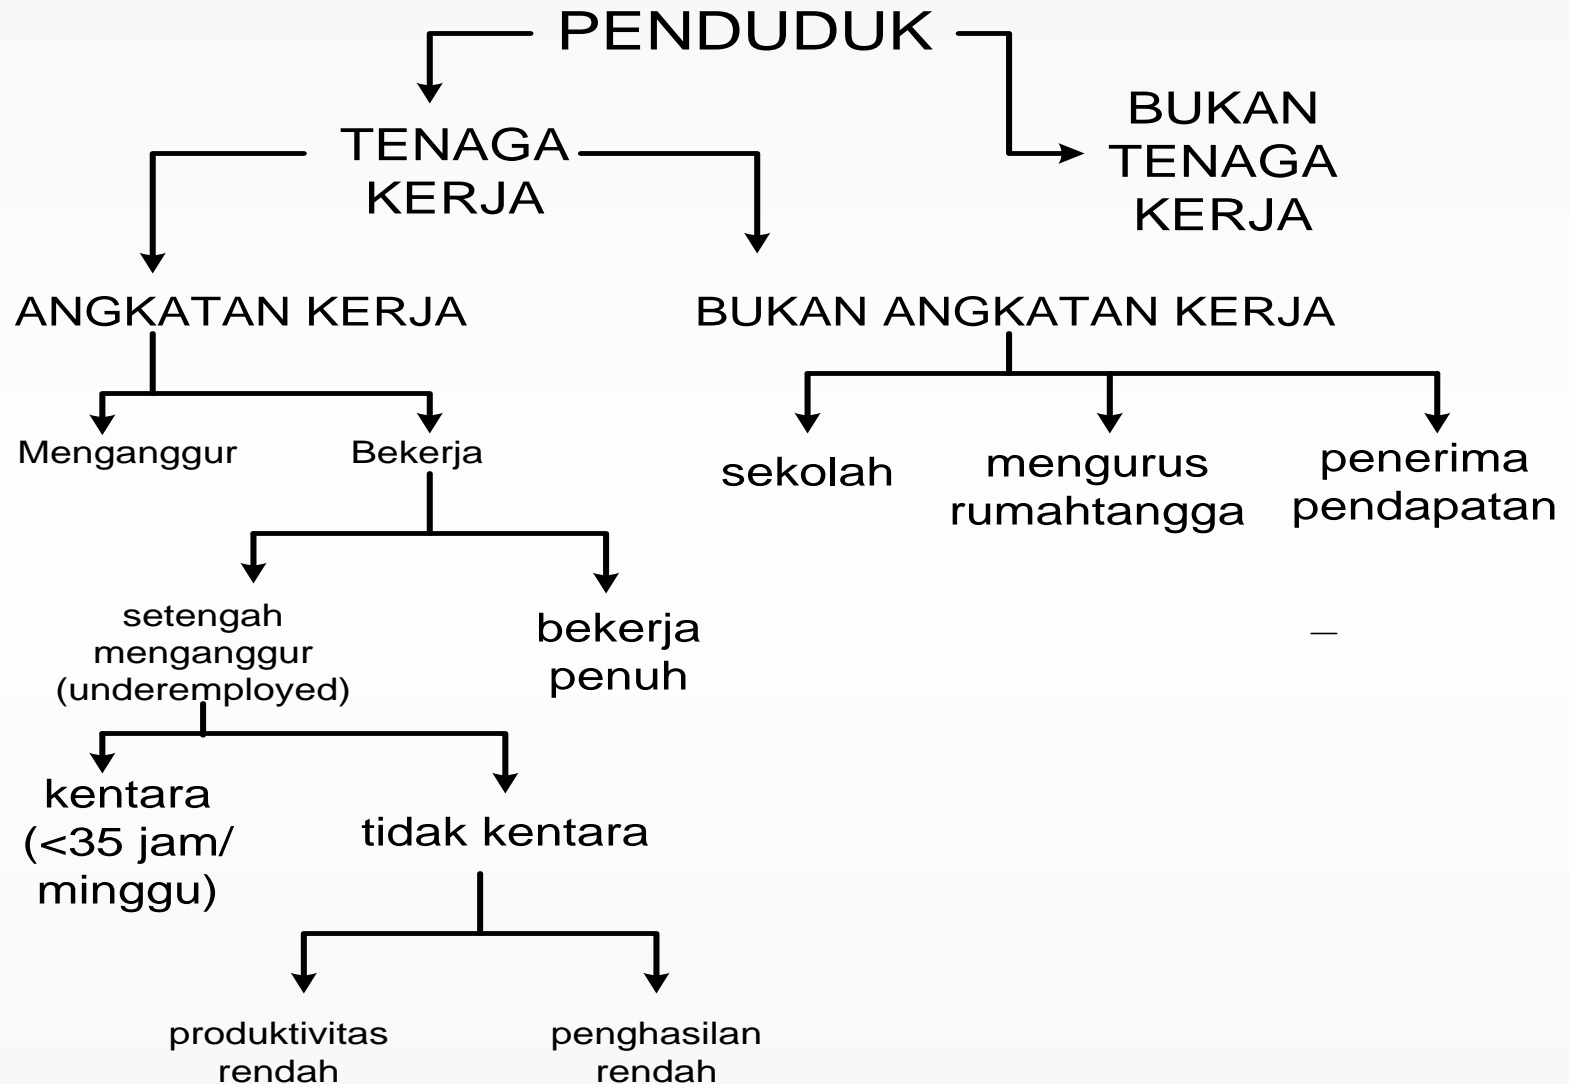 PENDUDUK
TENAGA
KERJA
BUKAN
TENAGA
KERJA
ANGKATAN KERJA
BUKAN ANGKATAN KERJA
Menganggur
Bekerja
sekolah
mengurus
rumahtangga
penerima
pendapatan
setengah
menganggur
(underemployed)
bekerja
penuh
kentara
(<35 jam/
minggu)
tidak kentara
produktivitas
rendah
penghasilan
rendah